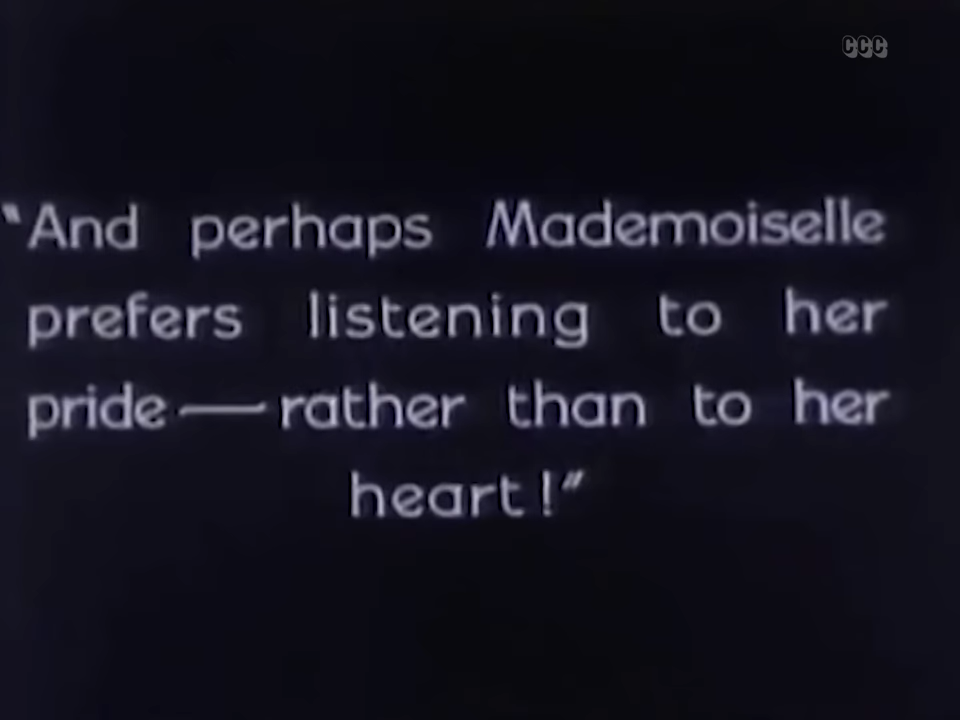 CCC
"And perhaps Mademoiselle
prefers listening to her
pride—rather than to her
heart!"